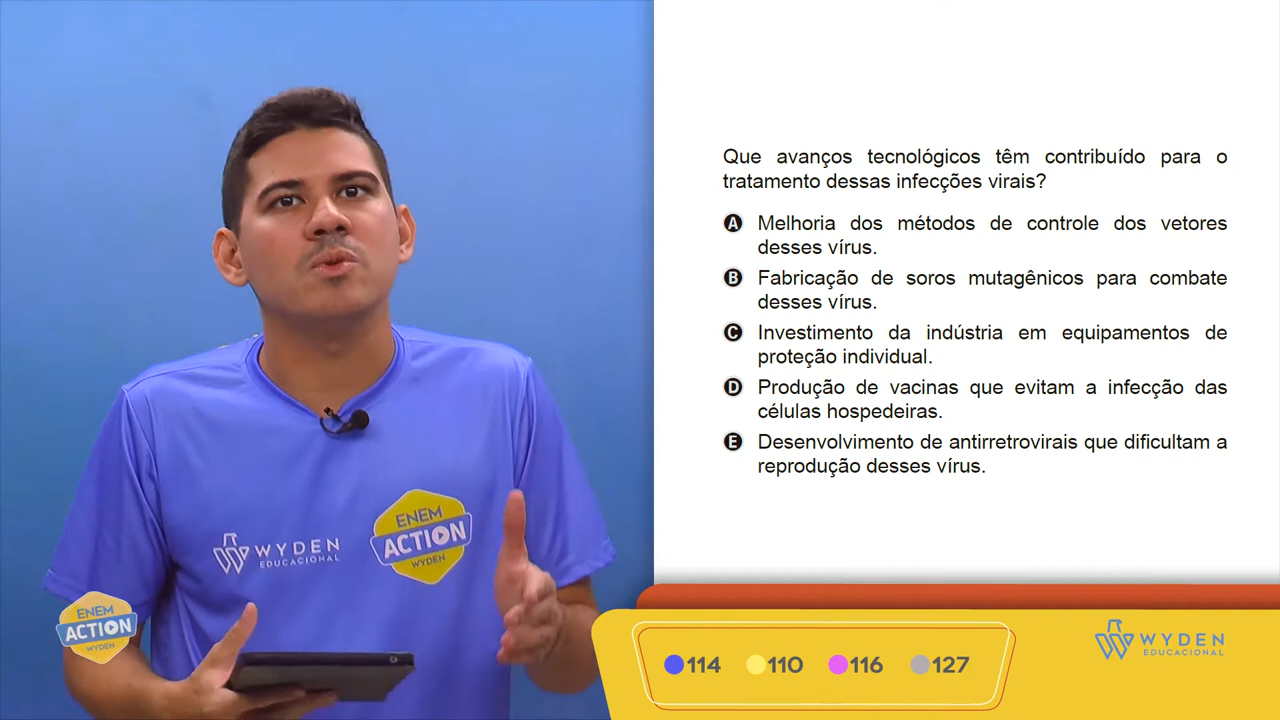 Que avanços tecnológicos têm contribuído para o
tratamento dessas infecções virais?
A Melhoria dos métodos de controle dos vetores
desses vírus.
B Fabricação de soros mutagênicos para combate
desses vírus.
C Investimento da indústria em equipamentos de
proteção individual.
D Produção de vacinas que evitam a infecção das
células hospedeiras.
E Desenvolvimento de antirretrovirais que dificultam a
reprodução desses vírus.
WYDEN
EDUCACIONAL
ENEM
ACTION
WYDEN
ENEM
ACTION
WYDEN
114 110 116 127
WYDEN
EDUCACIONAL